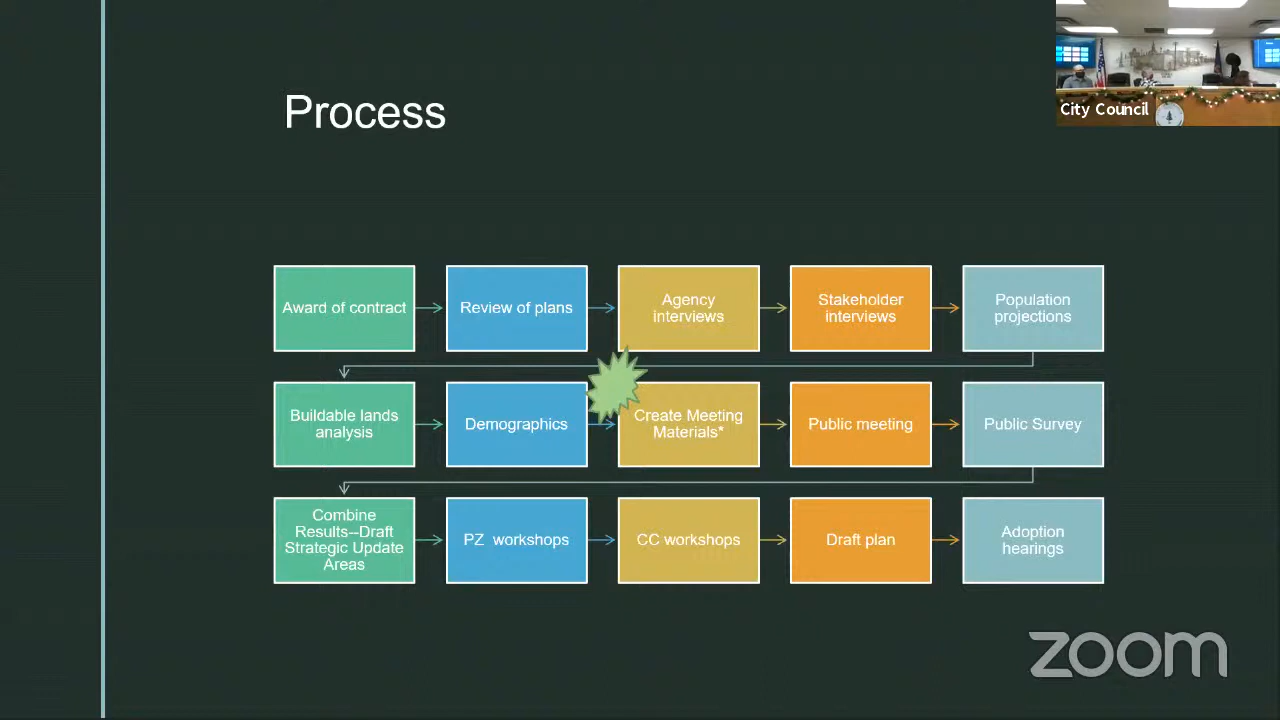 City Council
Process
Award of contract
Review of plans
Agency
interviews
Stakeholder
interviews
Population
projections
Buildable lands
analysis
Demographics
Create Meeting
Materials*
Public meeting
Public Survey
Combine
Results--Draft
Strategic Update
Areas
PZ workshops
CC workshops
Draft plan
Adoption
hearings
zoom